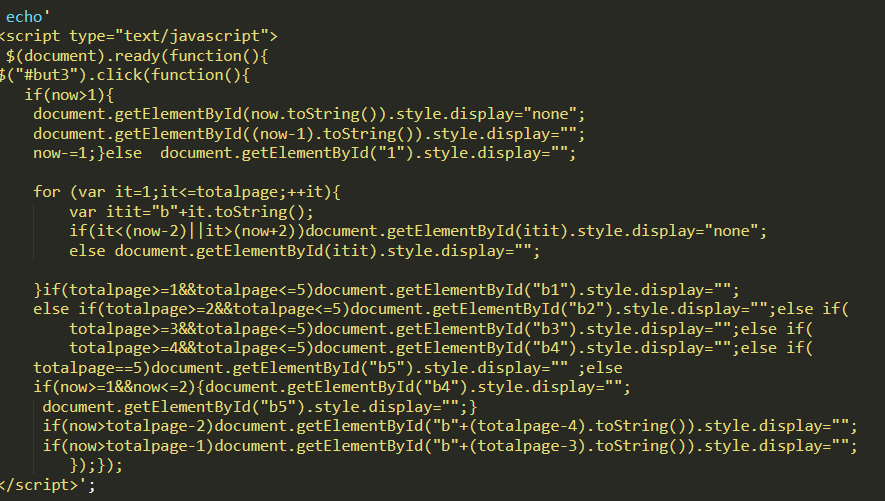 echo'
<script type="text/javascript">
$(document).ready(function(){
$("#but3").click(function(){
if(now>1){
document.getElementById(now.toString()).style.display="none";
document.getElementById((now-1).toString()).style.display="";
now-=1;}else  document.getElementById("1").style.display="";
for (var it=1;it<=totalpage;++it){
var itit="b"+it.toString();
if(it<(now-2)||it>(now+2))document.getElementById(itit).style.display="none";
else document.getElementById(itit).style.display="";
}if(totalpage>=1&&totalpage<=5)document.getElementById("b1").style.display="";
else if(totalpage>=2&&totalpage<=5)document.getElementById("b2").style.display="";else if(
totalpage>=3&&totalpage<=5)document.getElementById("b3").style.display="";else if(
totalpage>=4&&totalpage<=5)document.getElementById("b4").style.display="";else if(
totalpage==5)document.getElementById("b5").style.display="" ;else
if(now>=1&&now<=2){document.getElementById("b4").style.display="";
document.getElementById("b5").style.display="";}
if(now>totalpage-2)document.getElementById("b"+(totalpage-4).toString()).style.display="";
if(now>totalpage-1)document.getElementById("b"+(totalpage-3).toString()).style.display="";
});});
</script>';